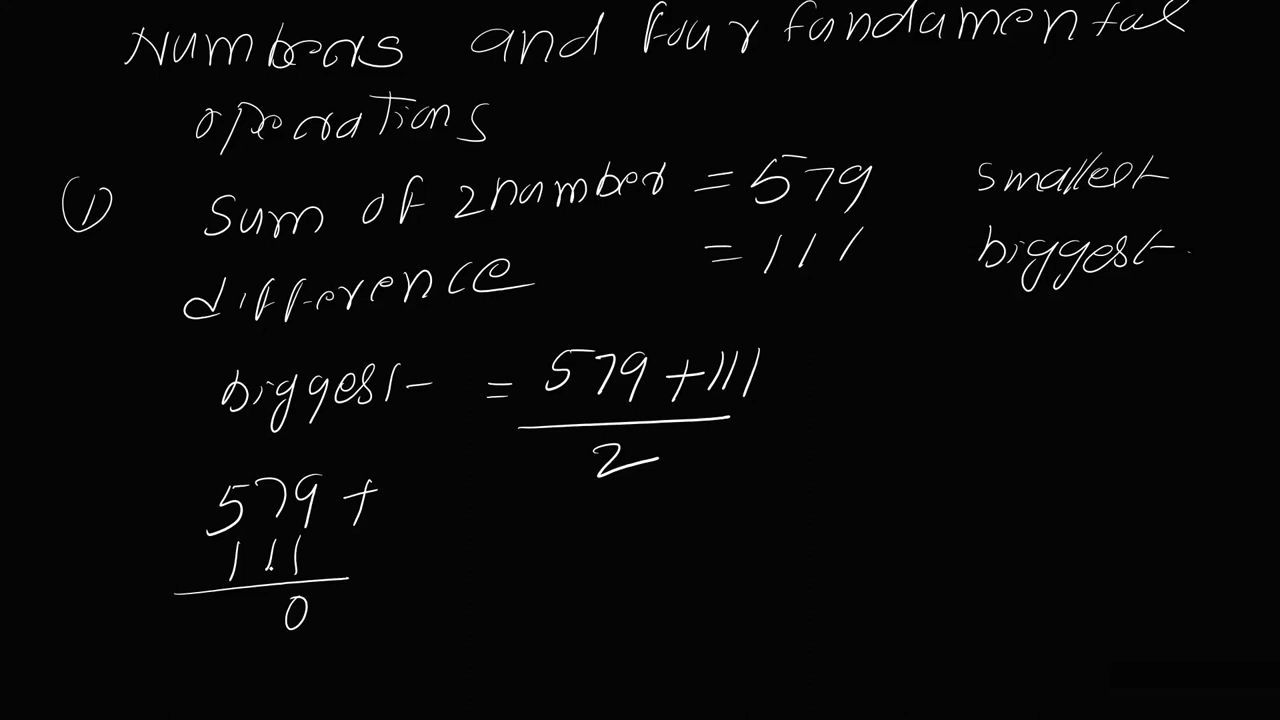 Numbers and four fundamental
operations
① Sum of 2 number = 579 smallest
difference = 111 biggest
biggest = 579 + 111
2
579 +
111
0